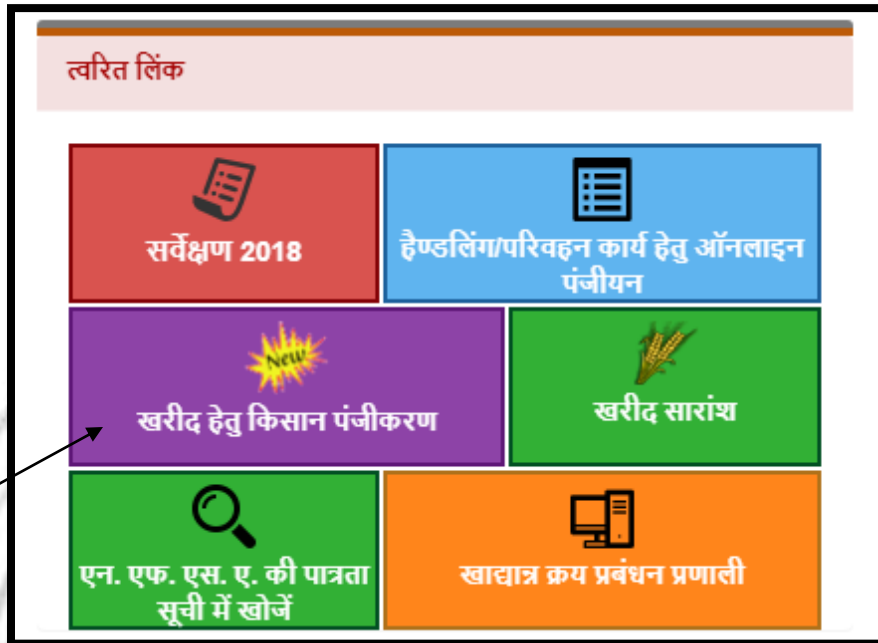 त्वरित लिंक
सर्वेक्षण 2018
हैण्डलिंग/परिवहन कार्य हेतु ऑनलाइन
पंजीयन
New
खरीद हेतु किसान पंजीकरण
खरीद सारांश
एन. एफ. एस. ए. की पात्रता
सूची में खोजें
खाद्यान्न क्रय प्रबंधन प्रणाली